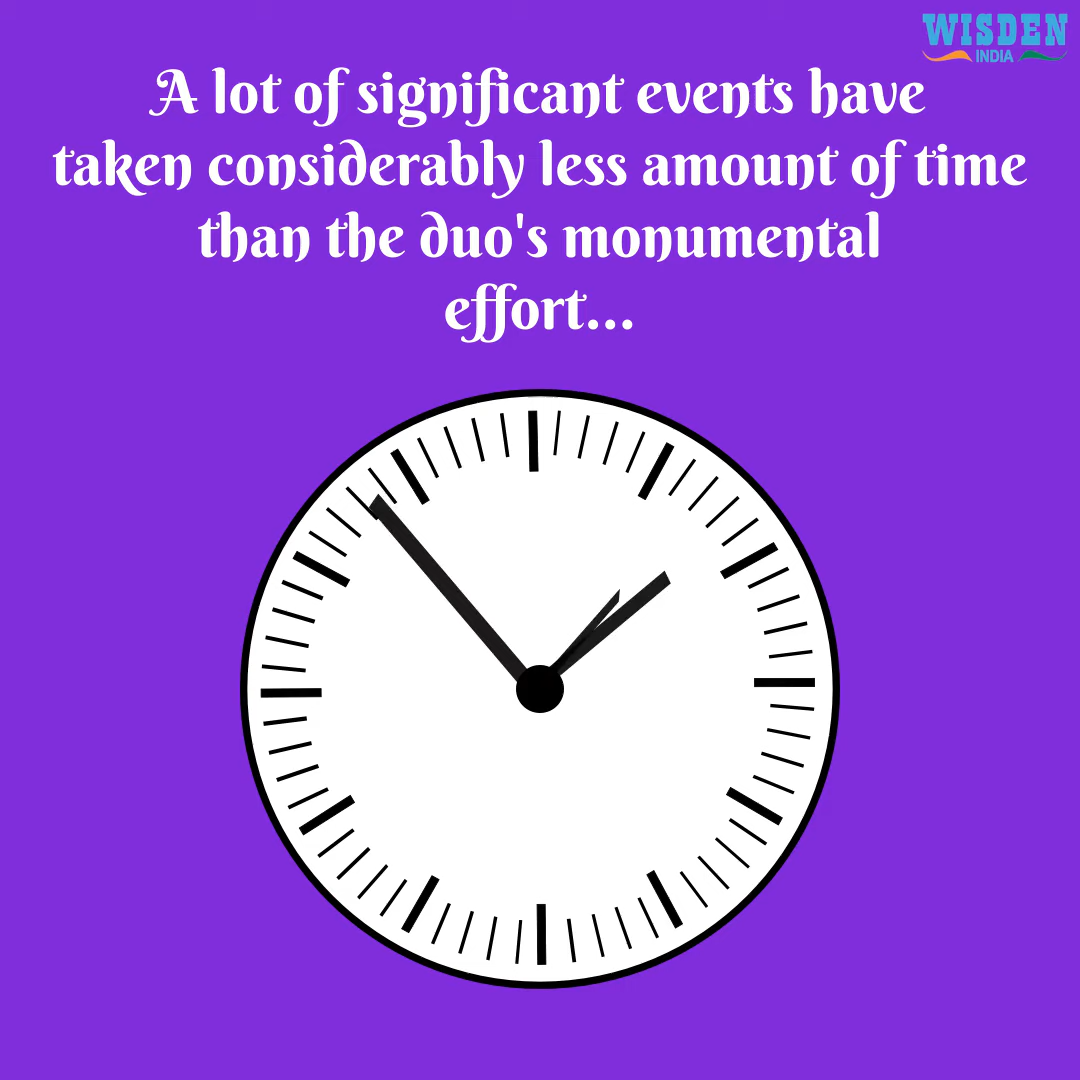 WISDEN
INDIA
A lot of significant events have
taken considerably less amount of time
than the duo's monumental
effort...